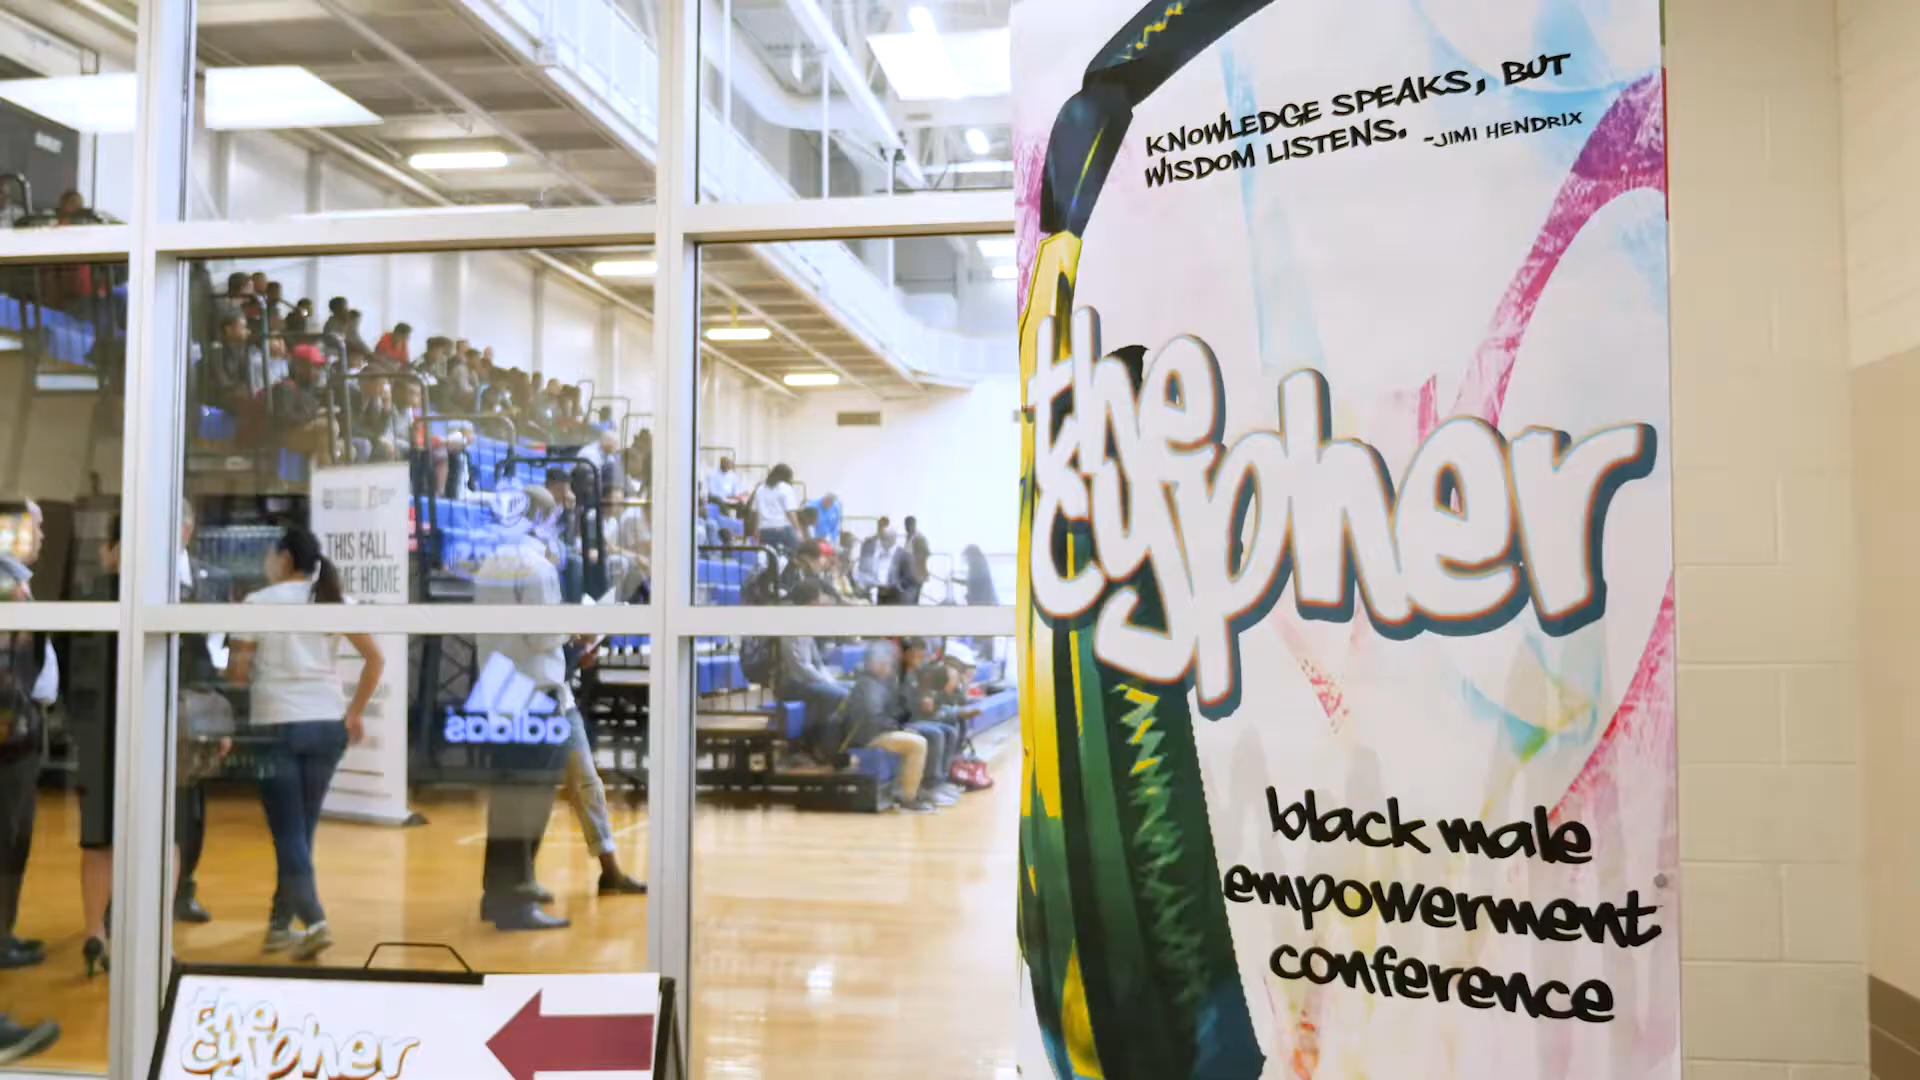 KNOWLEDGE SPEAKS, BUT
WISDOM LISTENS. -JIMI HENDRIX
the
cypher
black male
empowerment
conference
THIS FALL,
HOME
adidas
the
cypher